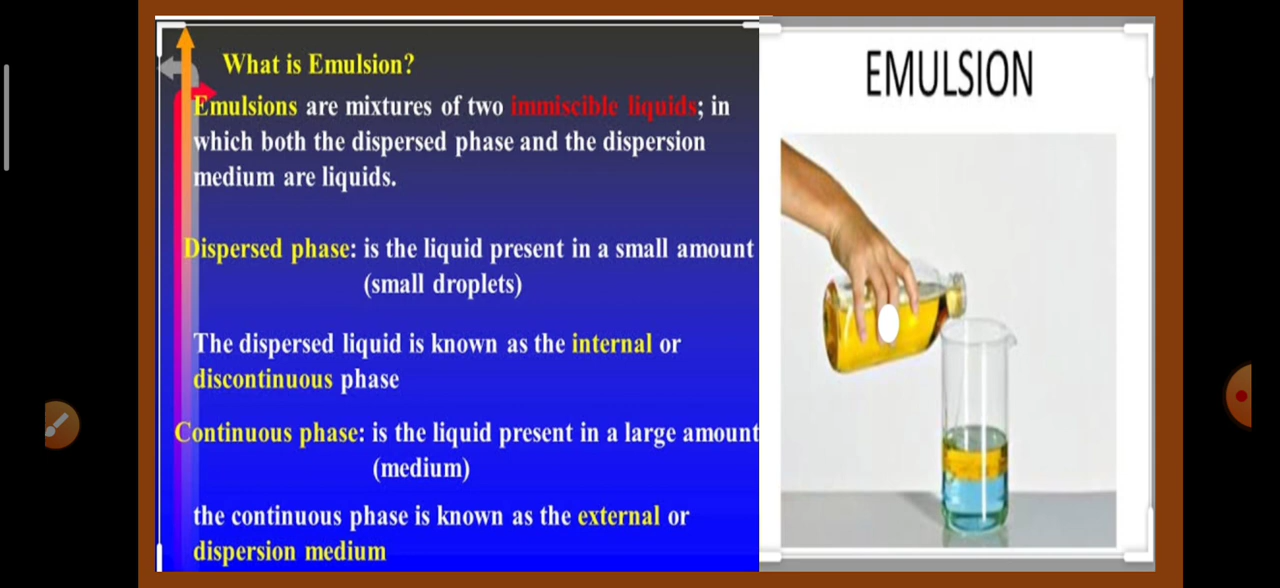 What is Emulsion?
Emulsions are mixtures of two immiscible liquids; in
which both the dispersed phase and the dispersion
medium are liquids.
Dispersed phase: is the liquid present in a small amount
(small droplets)
The dispersed liquid is known as the internal or
discontinuous phase
Continuous phase: is the liquid present in a large amount
(medium)
the continuous phase is known as the external or
dispersion medium
EMULSION